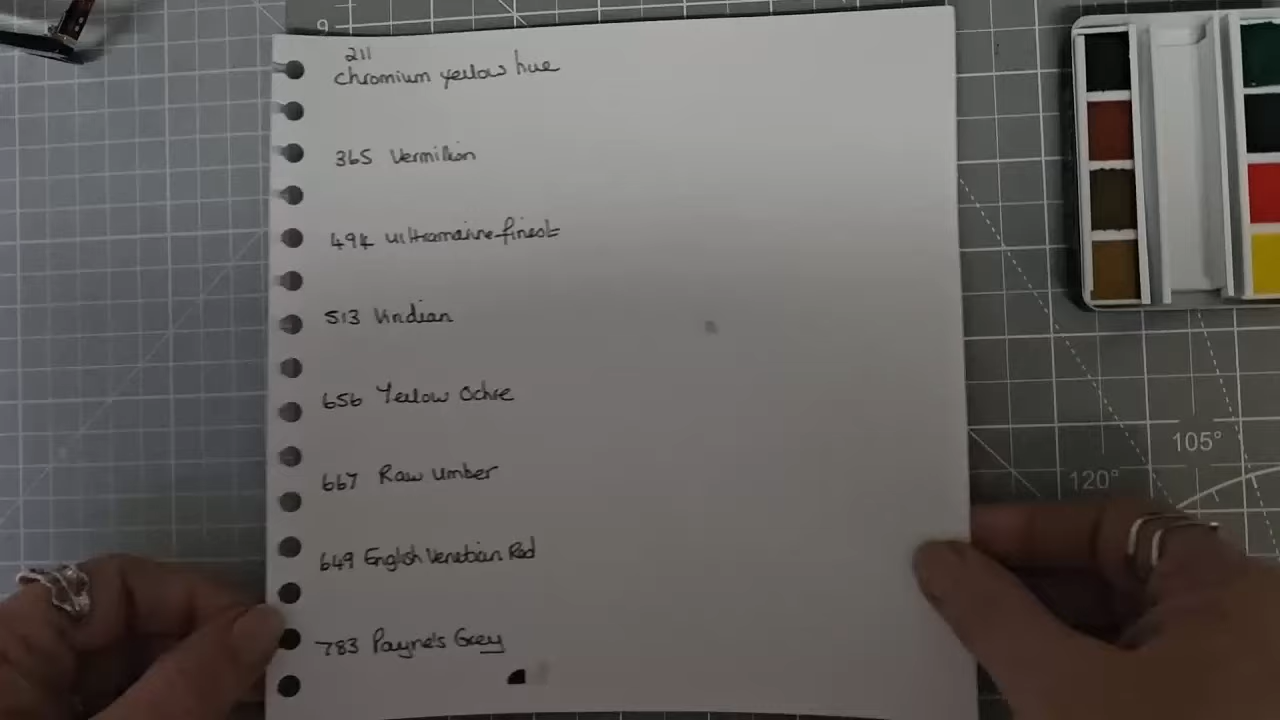 9
211
chromium yellow hue
365 Vermilion
494 ultramarine finest
513 Viridian
656 Yellow Ochre
667 Raw Umber
649 English Venetian Red
783 Payne's Grey
105°
120°